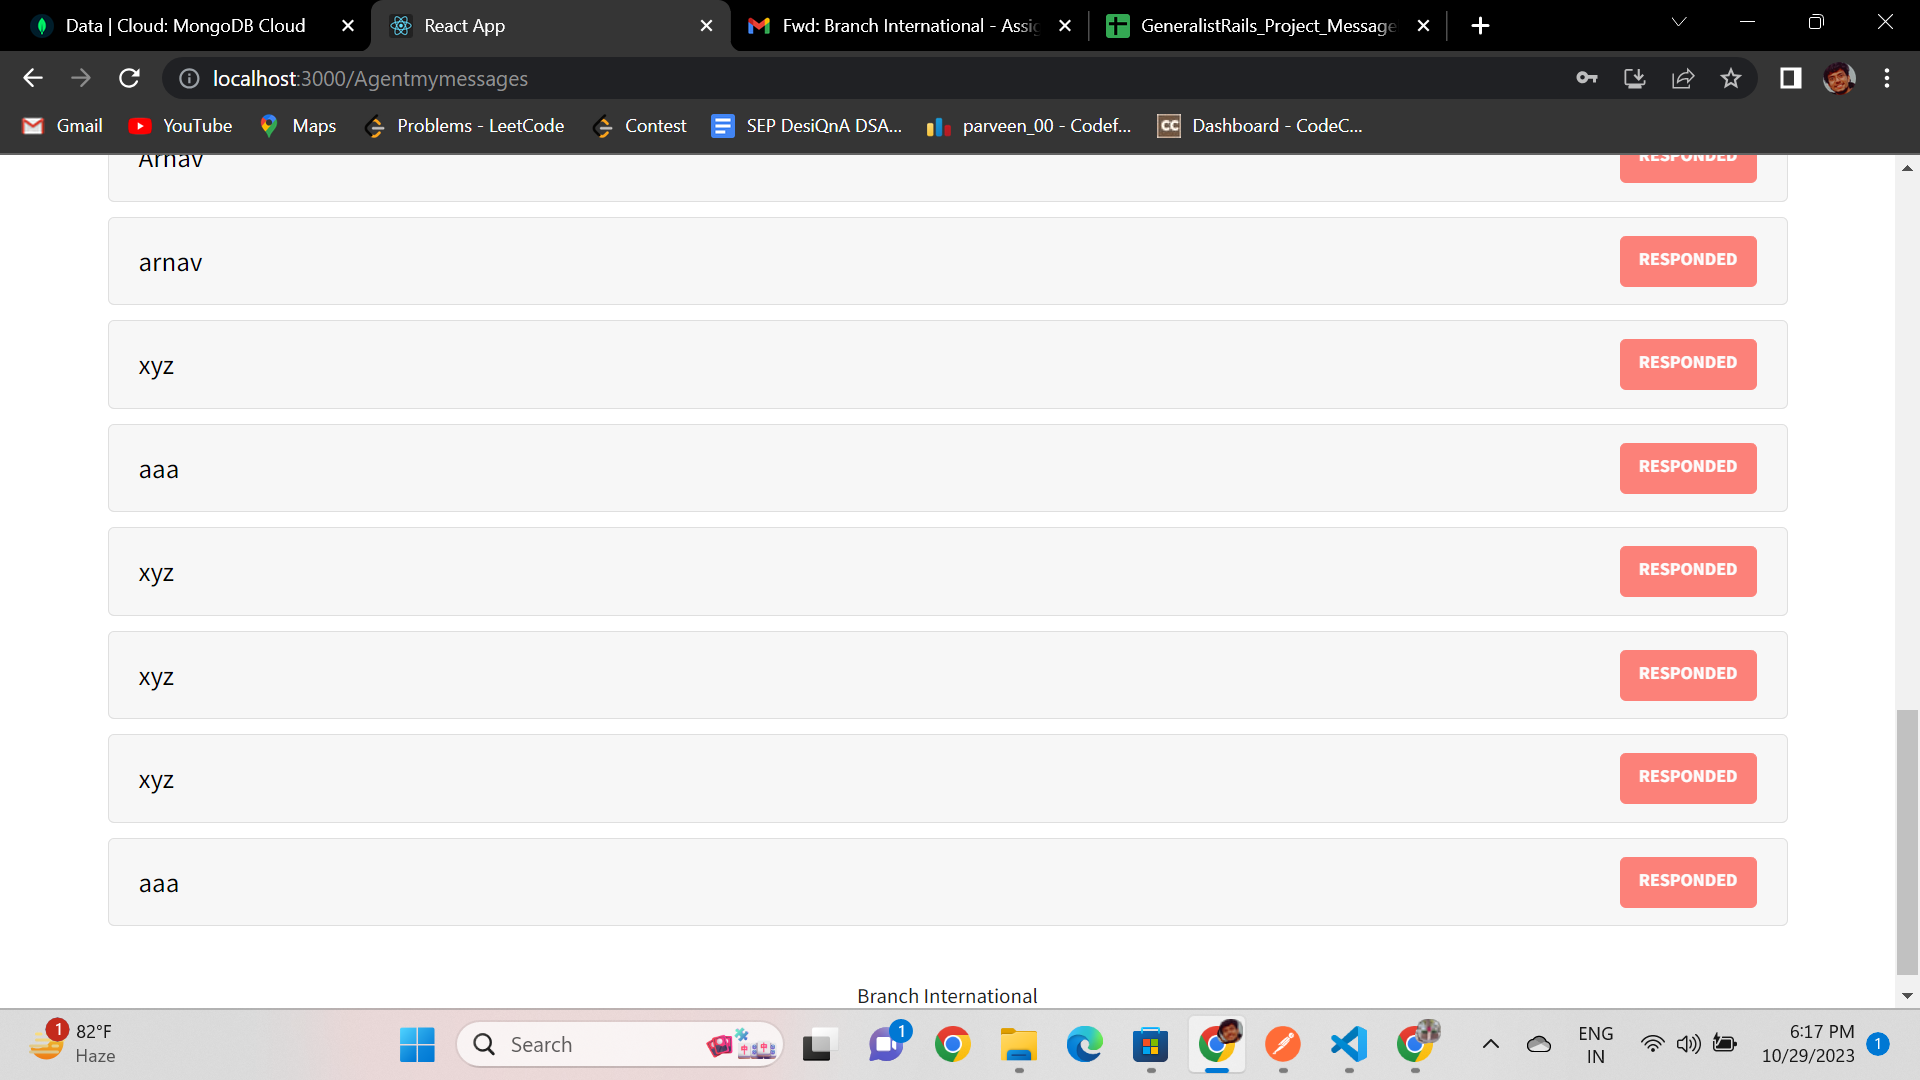 Data | Cloud: MongoDB Cloud
React App
Fwd: Branch International - Assig
GeneralistRails_Project_Message
localhost:3000/Agentmymessages
Gmail
YouTube
Maps
Problems - LeetCode
Contest
SEP DesiQnA DSA...
parveen_00 - Codef...
CC
Dashboard - CodeC...
Arnav
RESPONDED
arnav
RESPONDED
xyz
RESPONDED
aaa
RESPONDED
xyz
RESPONDED
xyz
RESPONDED
xyz
RESPONDED
aaa
RESPONDED
Branch International
1
82°F
Haze
Search
1
ENG
IN
6:17 PM
10/29/2023
1